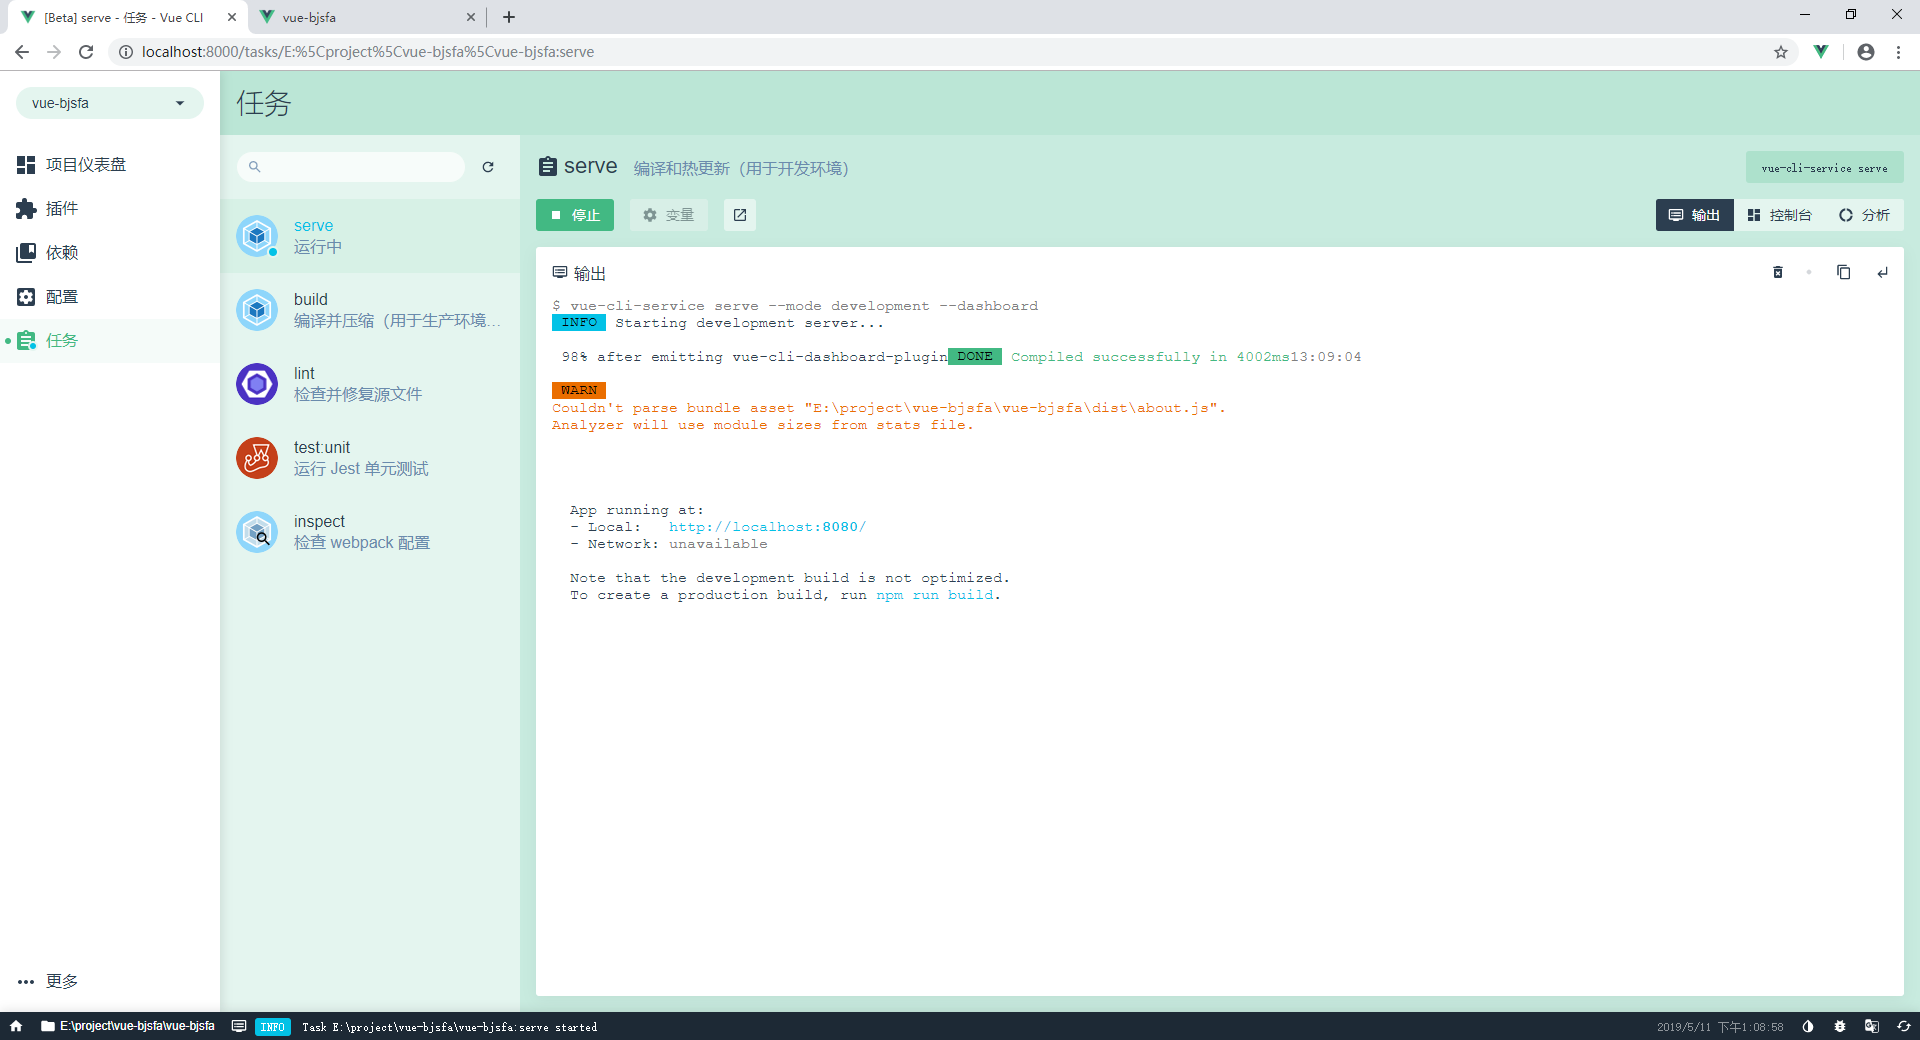 [Beta] serve - 任务 - Vue CLI
vue-bjsfa
localhost:8000/tasks/E:%5Cproject%5Cvue-bjsfa%5Cvue-bjsfa:serve
vue-bjsfa
任务
项目仪表盘
插件
依赖
配置
任务
更多
serve
运行中
build
编译并压缩（用于生产环境...
lint
检查并修复源文件
test:unit
运行 Jest 单元测试
inspect
检查 webpack 配置
serve 编译和热更新（用于开发环境）
vue-cli-service serve
停止 变量
输出 控制台 分析
输出
$ vue-cli-service serve --mode development --dashboard
INFO Starting development server...
98% after emitting vue-cli-dashboard-plugin DONE Compiled successfully in 4002ms13:09:04
WARN
Couldn't parse bundle asset "E:\project\vue-bjsfa\vue-bjsfa\dist\about.js".
Analyzer will use module sizes from stats file.
App running at:
- Local: http://localhost:8080/
- Network: unavailable
Note that the development build is not optimized.
To create a production build, run npm run build.
E:\project\vue-bjsfa\vue-bjsfa
INFO Task E:\project\vue-bjsfa\vue-bjsfa:serve started
2019/5/11 下午1:08:58